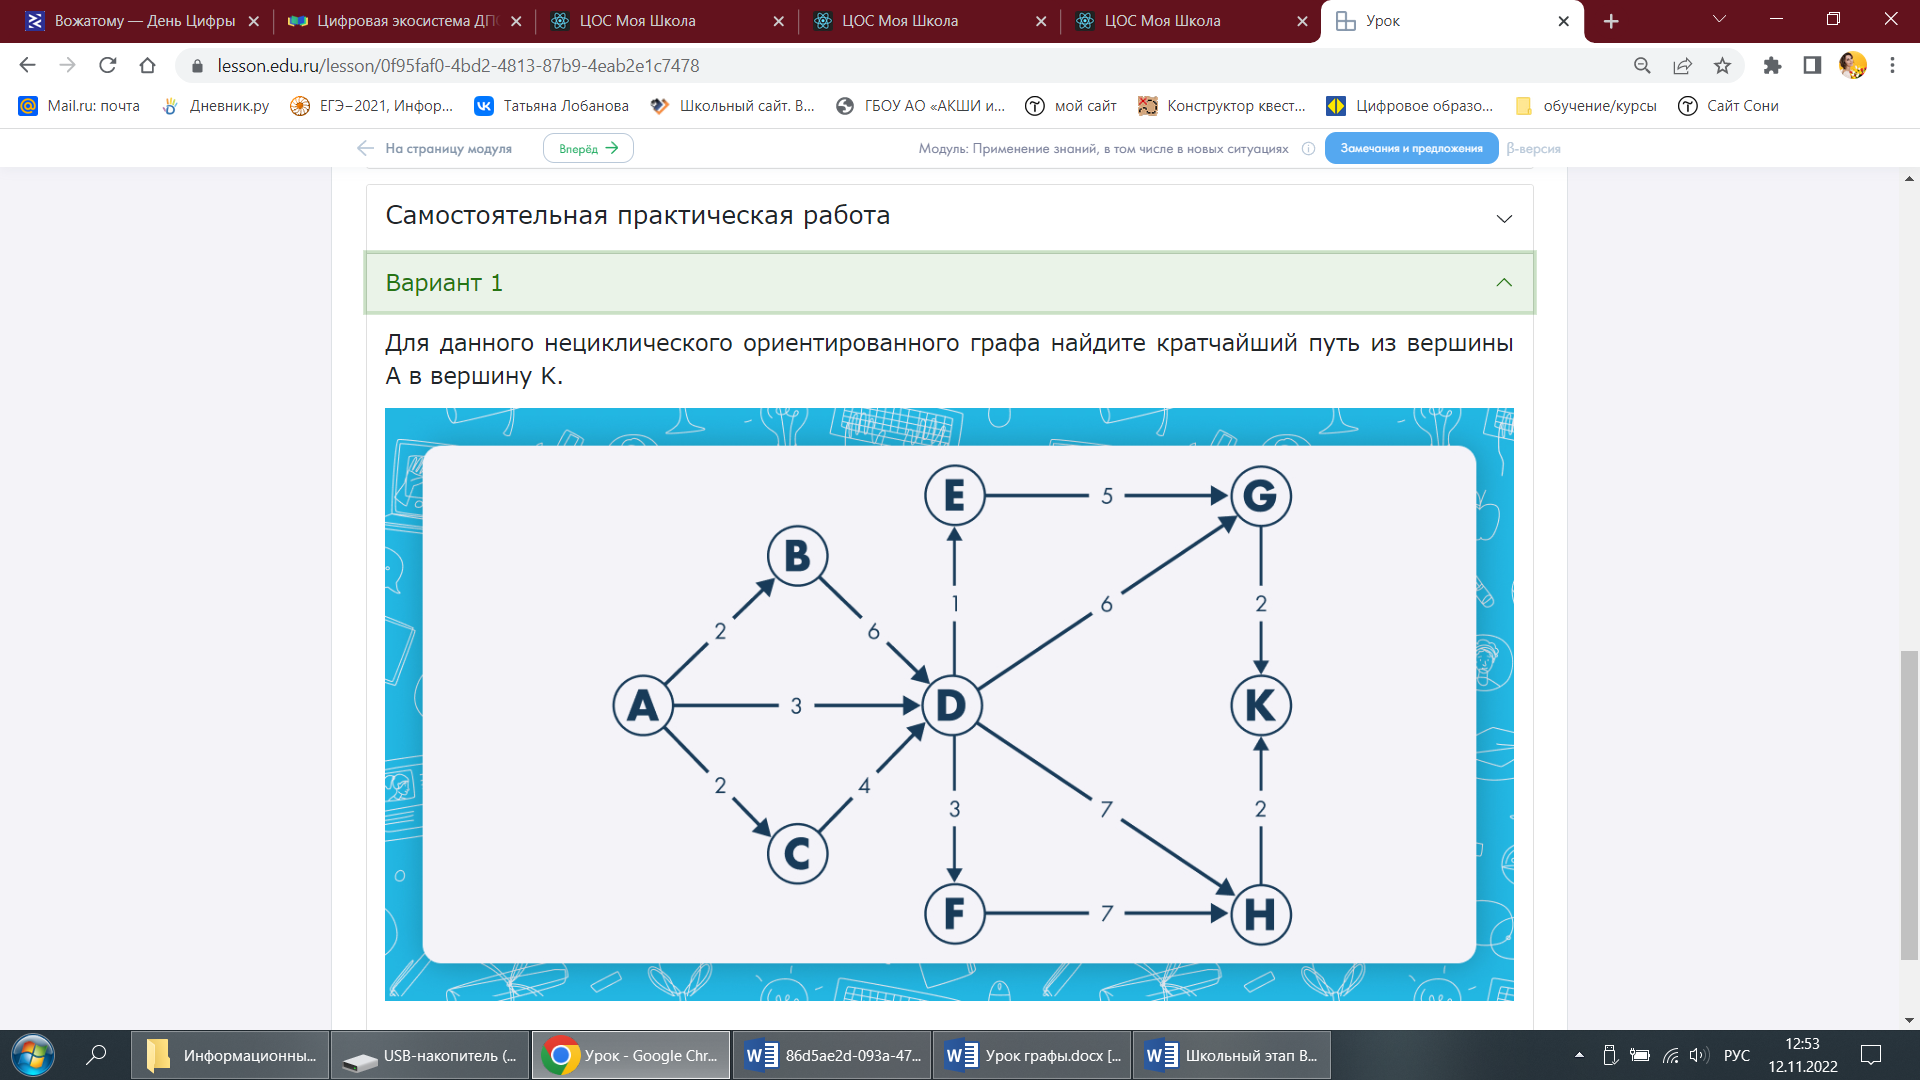 Вожатому — День Цифры
Цифровая экосистема ДПО
ЦОС Моя Школа
ЦОС Моя Школа
ЦОС Моя Школа
Урок
lesson.edu.ru/lesson/0f95faf0-4bd2-4813-87b9-4eab2e1c7478
Mail.ru: почта
Дневник.ру
ЕГЭ–2021, Инфор...
Татьяна Лобанова
Школьный сайт. В...
ГБОУ АО «АКШИ и...
мой сайт
Конструктор квест...
Цифровое образо...
обучение/курсы
Сайт Сони
На страницу модуля
Вперёд
Модуль: Применение знаний, в том числе в новых ситуациях
Замечания и предложения
β-версия
Самостоятельная практическая работа
Вариант 1
Для данного нециклического ориентированного графа найдите кратчайший путь из вершины
А в вершину К.
E 5 G
B
1 6 2
2 6
A 3 D K
2 4
3 7 2
C
F 7 H
Информационны...
USB-накопитель (...
Урок - Google Chr...
86d5ae2d-093a-47...
Урок графы.docx [...
Школьный этап В...
РУС
12:53
12.11.2022